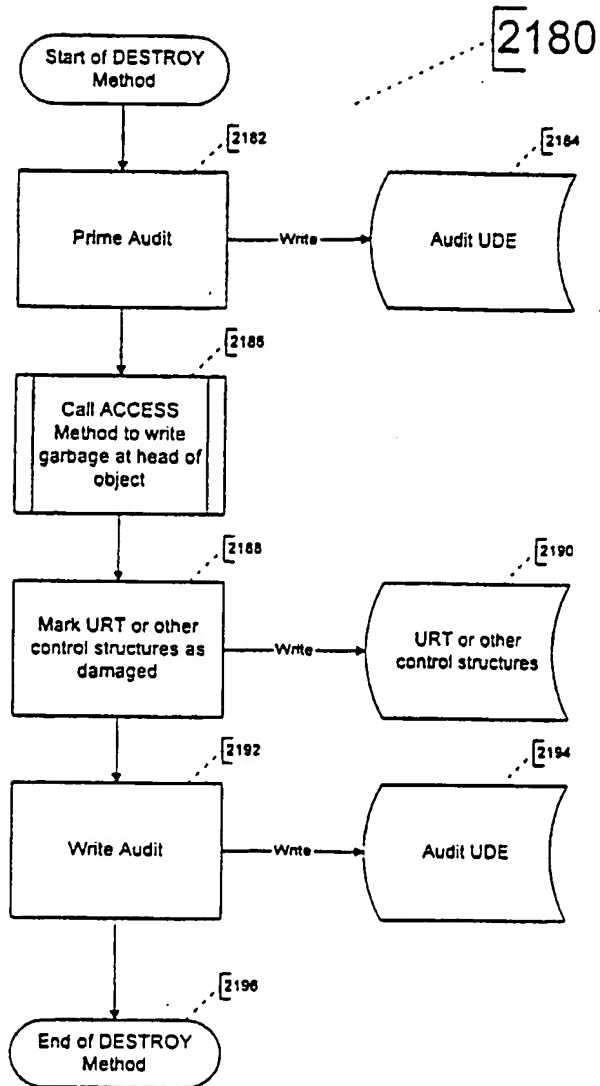 2180
Start of DESTROY
Method
2182
2184
Prime Audit
Write
Audit UDE
2186
Call ACCESS
Method to write
garbage at head of
object
2188
2190
Mark URT or other
control structures as
damaged
Write
URT or other
control structures
2192
2194
Write Audit
Write
Audit UDE
2196
End of DESTROY
Method